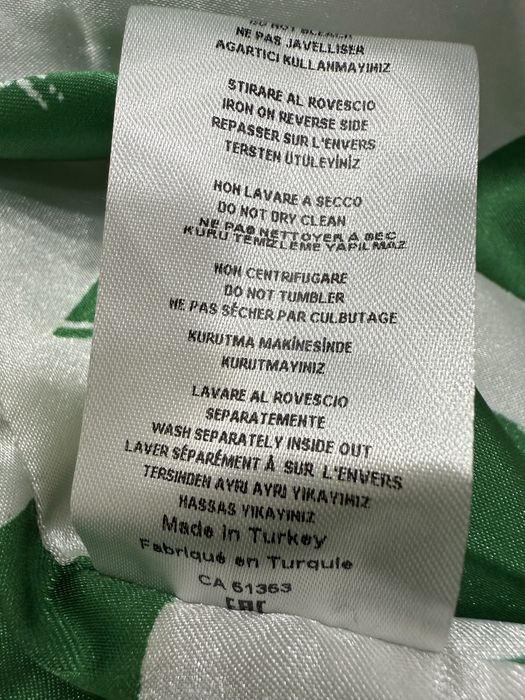 DO NOT BLEACH
NE PAS JAVELLISER
AGARTICI KULLANMAYINIZ
STIRARE AL ROVESCIO
IRON ON REVERSE SIDE
REPASSER SUR L'ENVERS
TERSTEN ÜTÜLEYİNİZ
NON LAVARE A SECCO
DO NOT DRY CLEAN
NE PAS NETTOYER A SEC
KURU TEMİZLEME YAPILMAZ
NON CENTRIFUGARE
DO NOT TUMBLER
NE PAS SÉCHER PAR CULBUTAGE
KURUTMA MAKİNESİNDE
KURUTMAYINIZ
LAVARE AL ROVESCIO
SEPARATEMENTE
WASH SEPARATELY INSIDE OUT
LAVER SÉPARÉMENT À SUR L'ENVERS
TERSINDEN AYRI AYRI YIKAYINIZ
HASSAS YIKAYINIZ
Made in Turkey
Fabriqué en Turquie
CA 61363
EAC